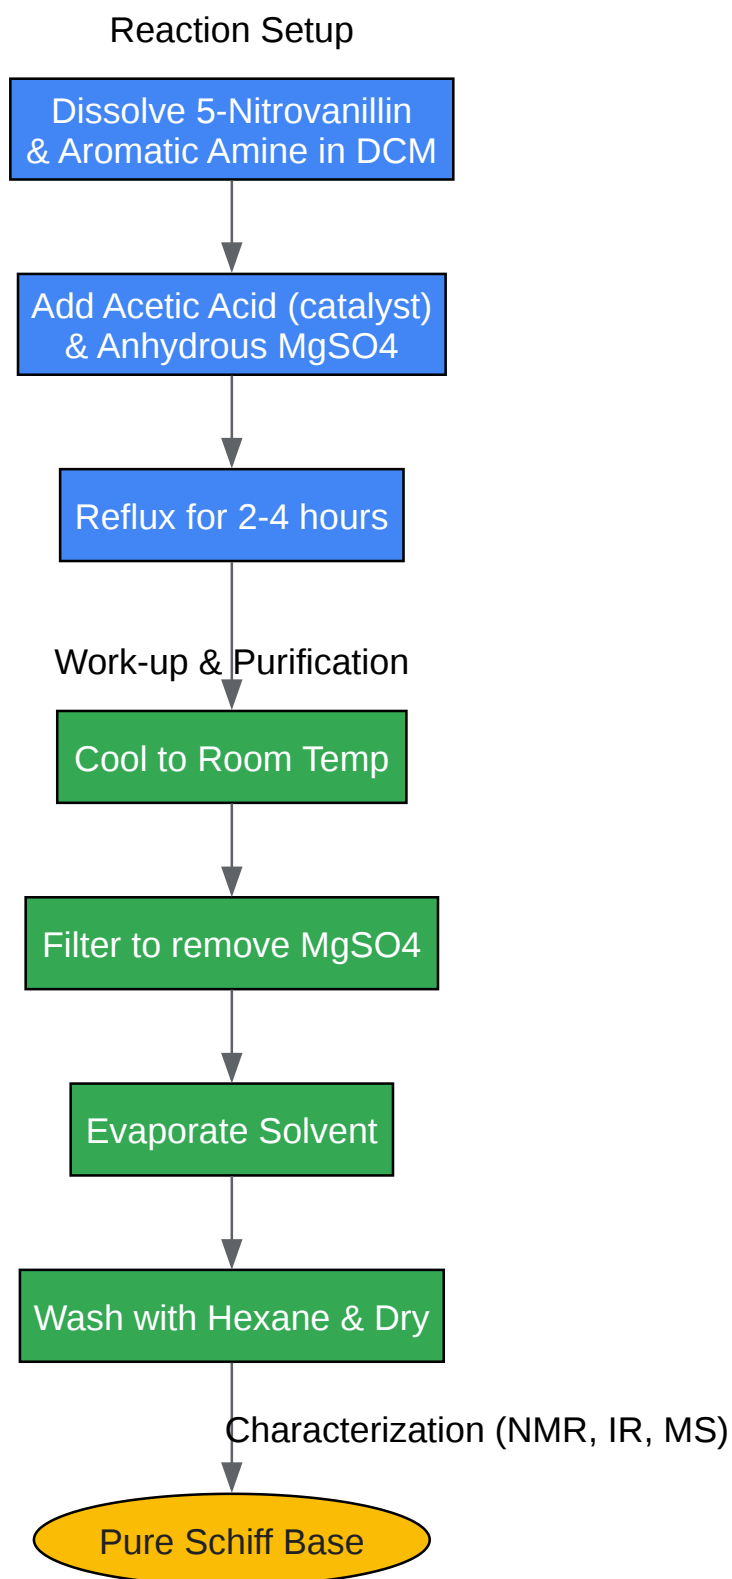 Reaction Setup
Dissolve 5-Nitrovanillin
& Aromatic Amine in DCM
Add Acetic Acid (catalyst)
& Anhydrous MgSO4
Reflux for 2-4 hours
Work-up & Purification
Cool to Room Temp
Filter to remove MgSO4
Evaporate Solvent
Wash with Hexane & Dry
Characterization (NMR, IR, MS)
Pure Schiff Base